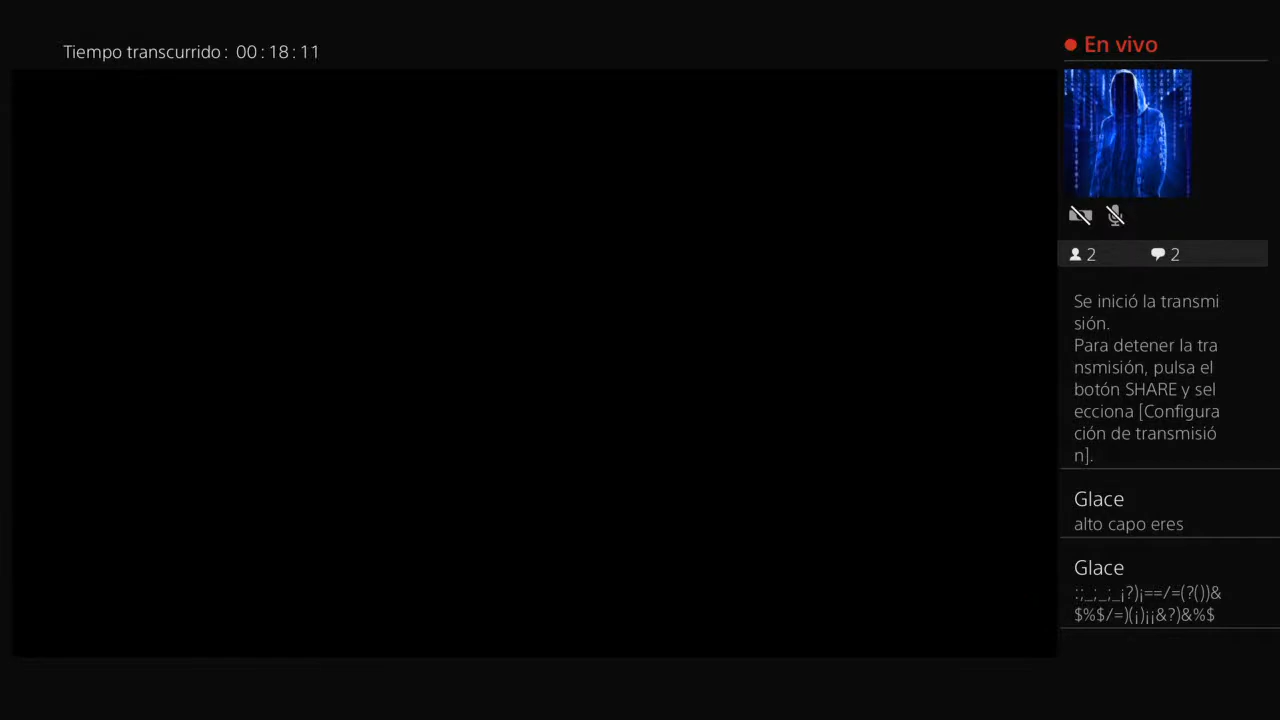 Tiempo transcurrido: 00:18:11
En vivo
2 2
Se inició la transmi
sión.
Para detener la tra
nsmisión, pulsa el
botón SHARE y sel
ecciona [Configura
ción de transmisió
n].
Glace
alto capo eres
Glace
:;_;_;_¡?)¡==/=(?())&
$%$/=)(¡)¡¡&?)&%$